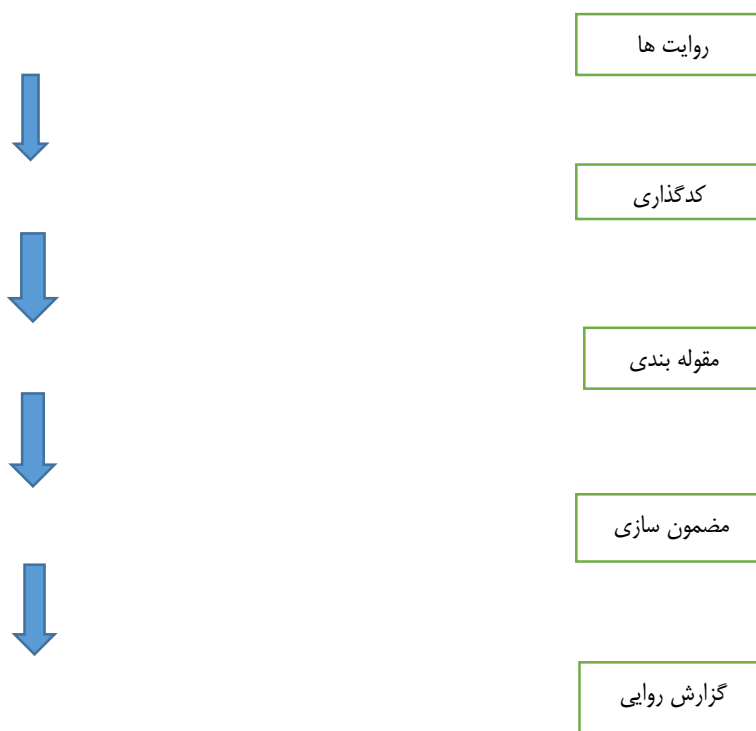 روایت ها
کدگذاری
مقوله بندی
مضمون سازی
گزارش روایی